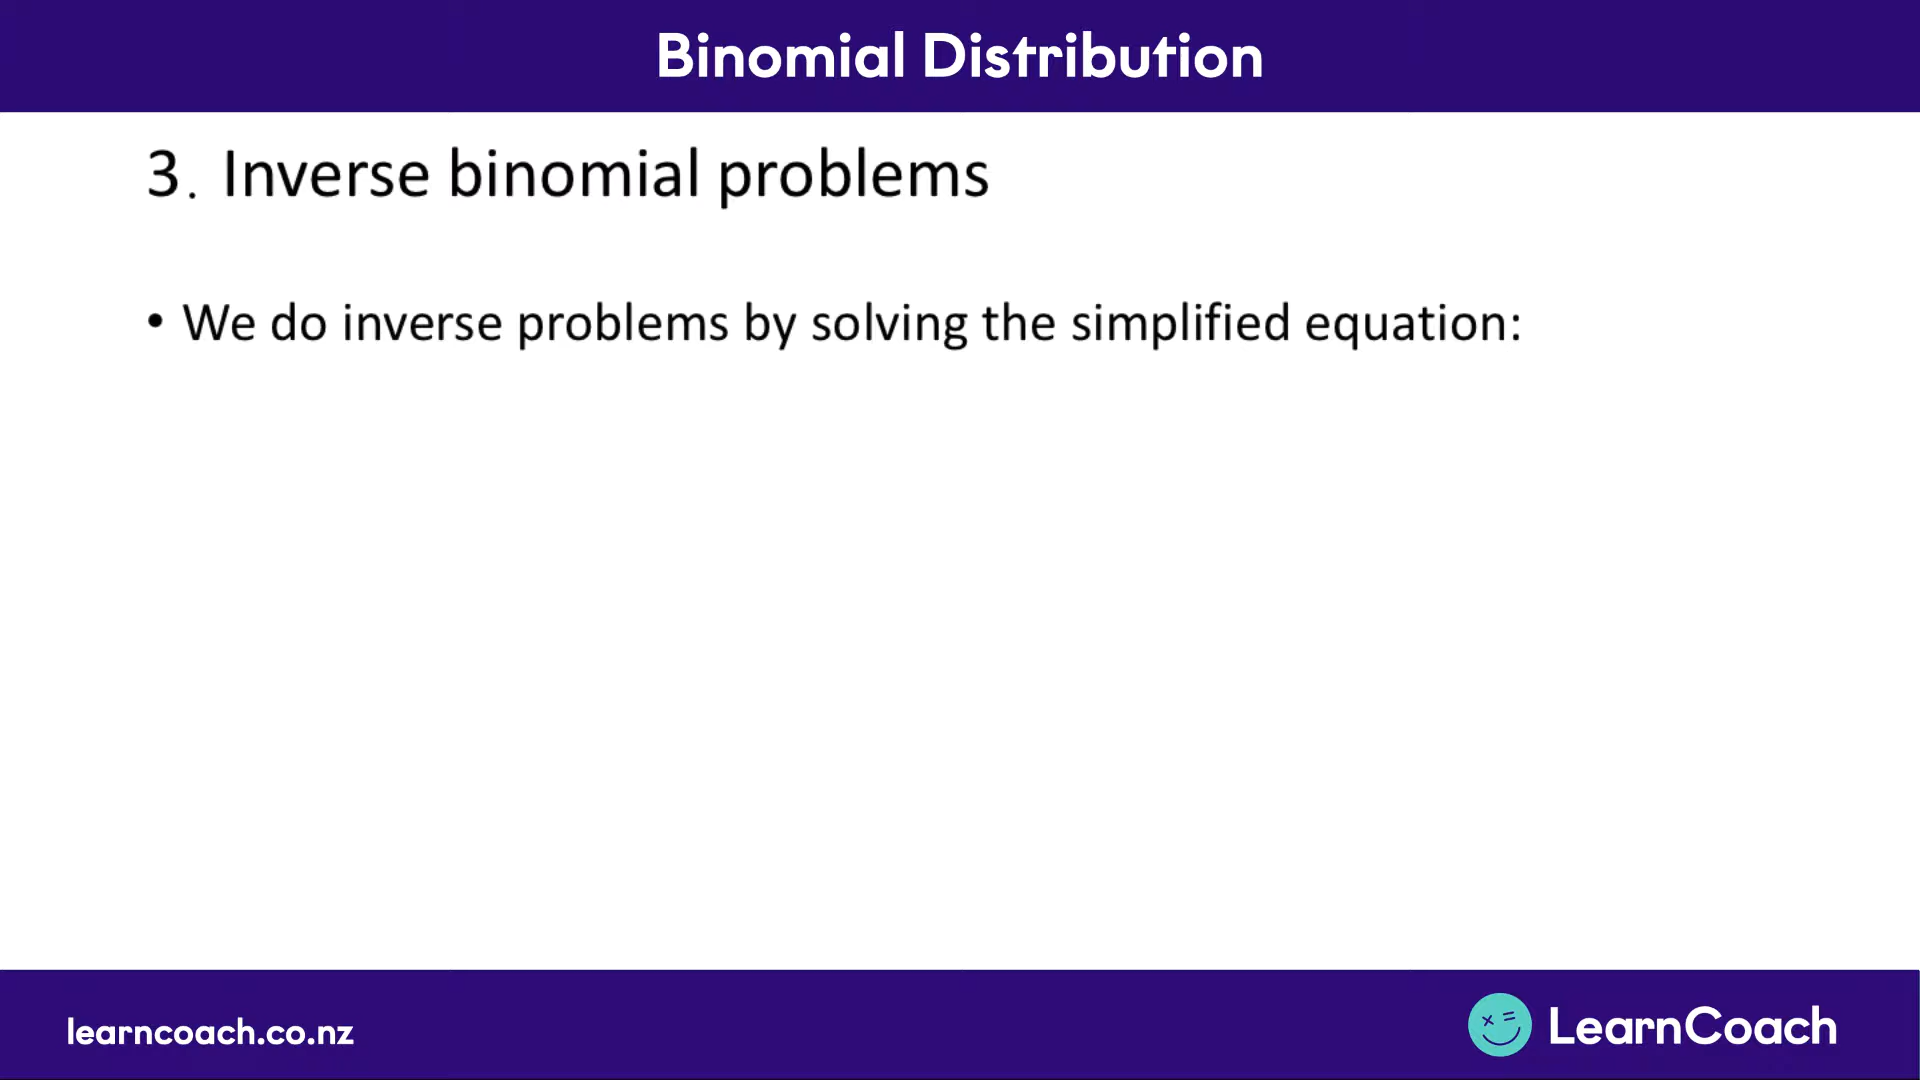 Binomial Distribution
3. Inverse binomial problems
• We do inverse problems by solving the simplified equation:
learncoach.co.nz
LearnCoach